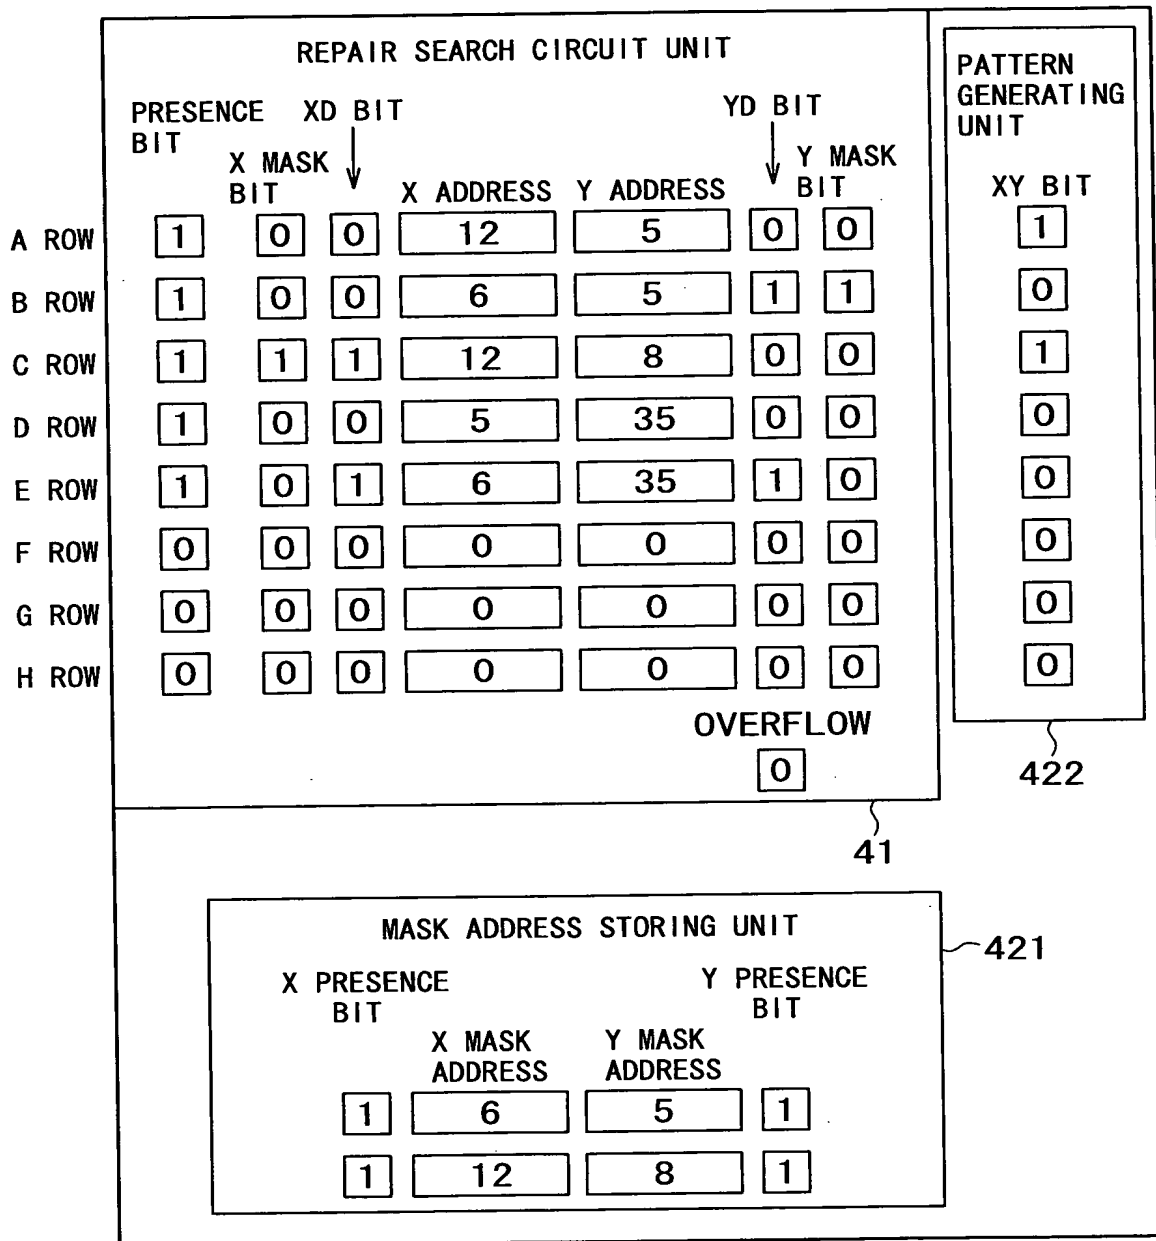 REPAIR SEARCH CIRCUIT UNIT
PRESENCE
BIT
XD BIT
X MASK
BIT
X ADDRESS
Y ADDRESS
YD BIT
Y MASK
BIT
A ROW 1 0 0 12 5 0 0
B ROW 1 0 0 6 5 1 1
C ROW 1 1 1 12 8 0 0
D ROW 1 0 0 5 35 0 0
E ROW 1 0 1 6 35 1 0
F ROW 0 0 0 0 0 0 0
G ROW 0 0 0 0 0 0 0
H ROW 0 0 0 0 0 0 0
OVERFLOW
0
41
PATTERN
GENERATING
UNIT
XY BIT
1
0
1
0
0
0
0
0
422
MASK ADDRESS STORING UNIT
421
X PRESENCE
BIT
Y PRESENCE
BIT
X MASK
ADDRESS
Y MASK
ADDRESS
1 6 5 1
1 12 8 1